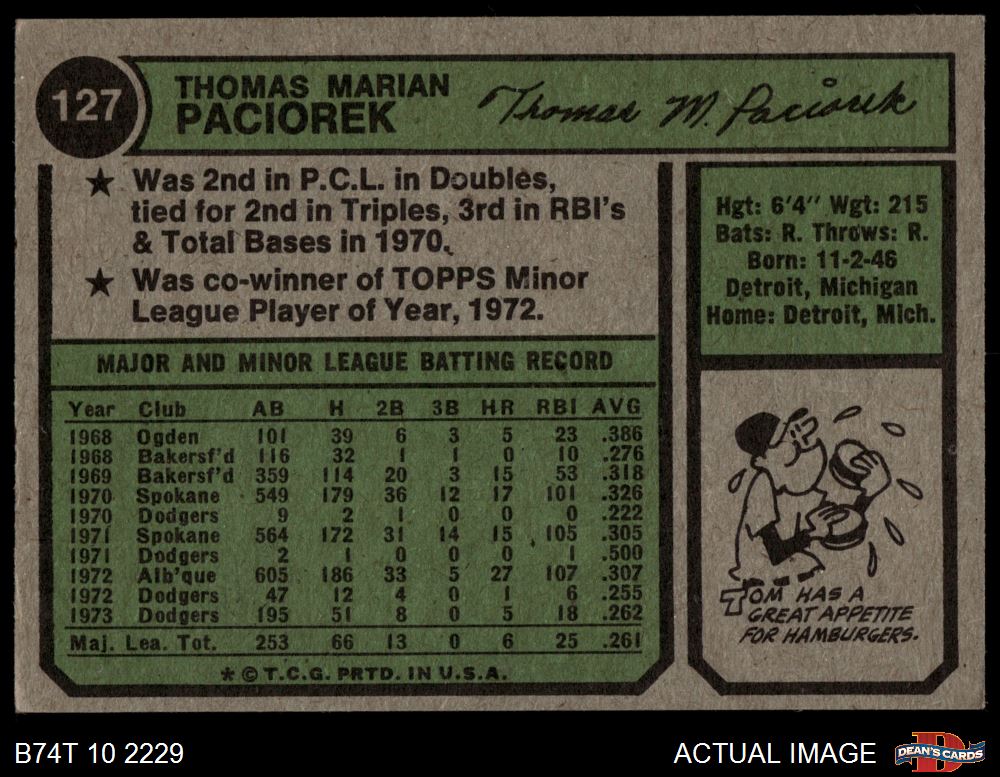 127
THOMAS MARIAN
PACIOREK
Thomas M. Paciorek
★ Was 2nd in P.C.L. in Doubles,
tied for 2nd in Triples, 3rd in RBI's
& Total Bases in 1970.
★ Was co-winner of TOPPS Minor
League Player of Year, 1972.
MAJOR AND MINOR LEAGUE BATTING RECORD
Year Club AB H 2B 3B HR RBI AVG
1968 Ogden 101 39 6 3 5 23 .386
1968 Bakersf'd 116 32 1 1 0 10 .276
1969 Bakersf'd 359 114 20 3 15 53 .318
1970 Spokane 549 179 36 12 17 101 .326
1970 Dodgers 9 2 1 0 0 0 .222
1971 Spokane 564 172 31 14 15 105 .305
1971 Dodgers 2 1 0 0 0 1 .500
1972 Alb'que 605 186 33 5 27 107 .307
1972 Dodgers 47 12 4 0 1 6 .255
1973 Dodgers 195 51 8 0 5 18 .262
Maj. Lea. Tot. 253 66 13 0 6 25 .261
* © T.C.G. PRTD. IN U.S.A.
Hgt: 6'4" Wgt: 215
Bats: R. Throws: R.
Born: 11-2-46
Detroit, Michigan
Home: Detroit, Mich.
TOM HAS A
GREAT APPETITE
FOR HAMBURGERS.
B74T 10 2229
ACTUAL IMAGE
DEAN'S CARDS